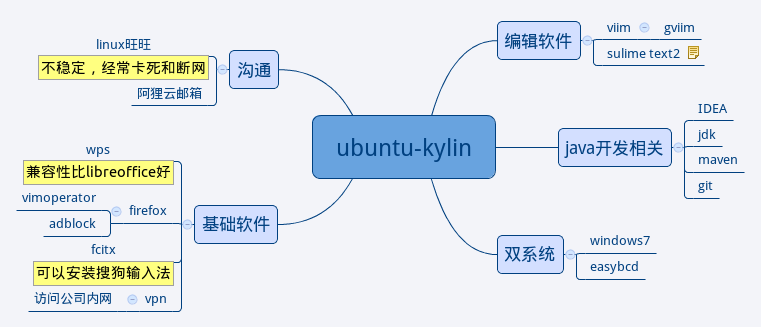 ubuntu-kylin
编辑软件
viim
gviim
sulime text2
java开发相关
IDEA
jdk
maven
git
双系统
windows7
easybcd
沟通
linux旺旺
不稳定，经常卡死和断网
阿狸云邮箱
基础软件
wps
兼容性比libreoffice好
firefox
vimoperator
adblock
fcitx
可以安装搜狗输入法
vpn
访问公司内网